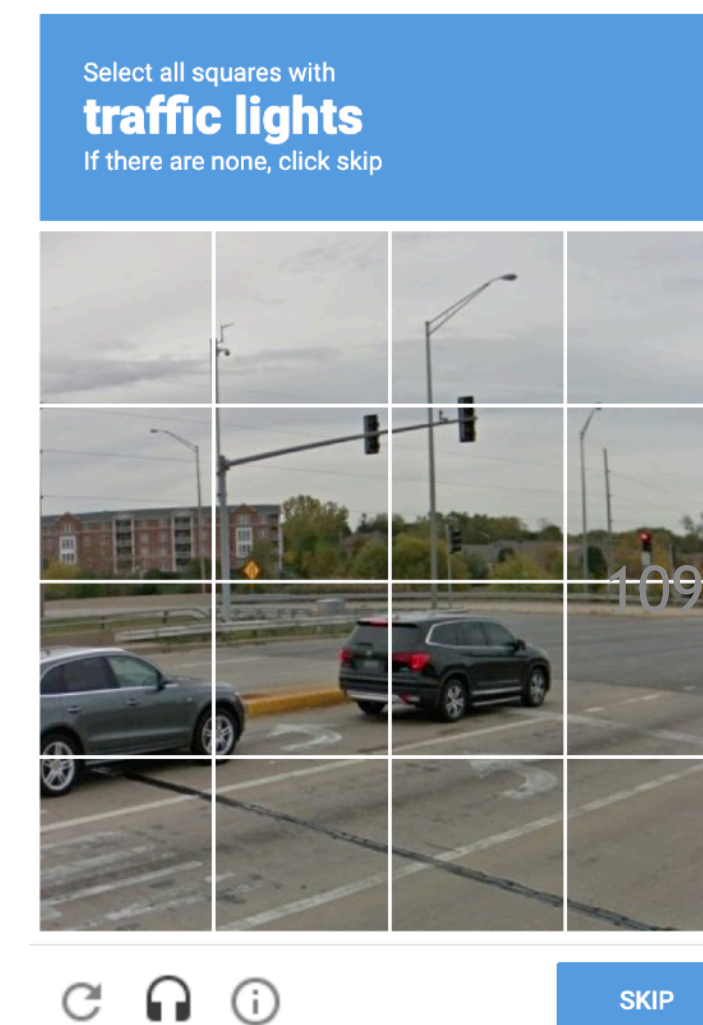 Select all squares with
traffic lights
If there are none, click skip
109
SKIP